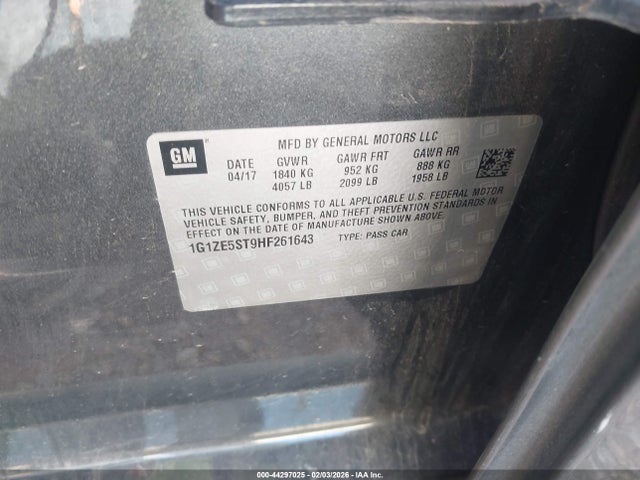 GM
MFD BY GENERAL MOTORS LLC
DATE GVWR GAWR FRT GAWR RR
04/17 1840 KG 952 KG 888 KG
4057 LB 2099 LB 1958 LB
THIS VEHICLE CONFORMS TO ALL APPLICABLE U.S. FEDERAL MOTOR
VEHICLE SAFETY, BUMPER, AND THEFT PREVENTION STANDARDS IN
EFFECT ON THE DATE OF MANUFACTURE SHOWN ABOVE.
1G1ZE5ST9HF261643 TYPE: PASS CAR
000-44297025 - 02/03/2026 - IAAI.COM